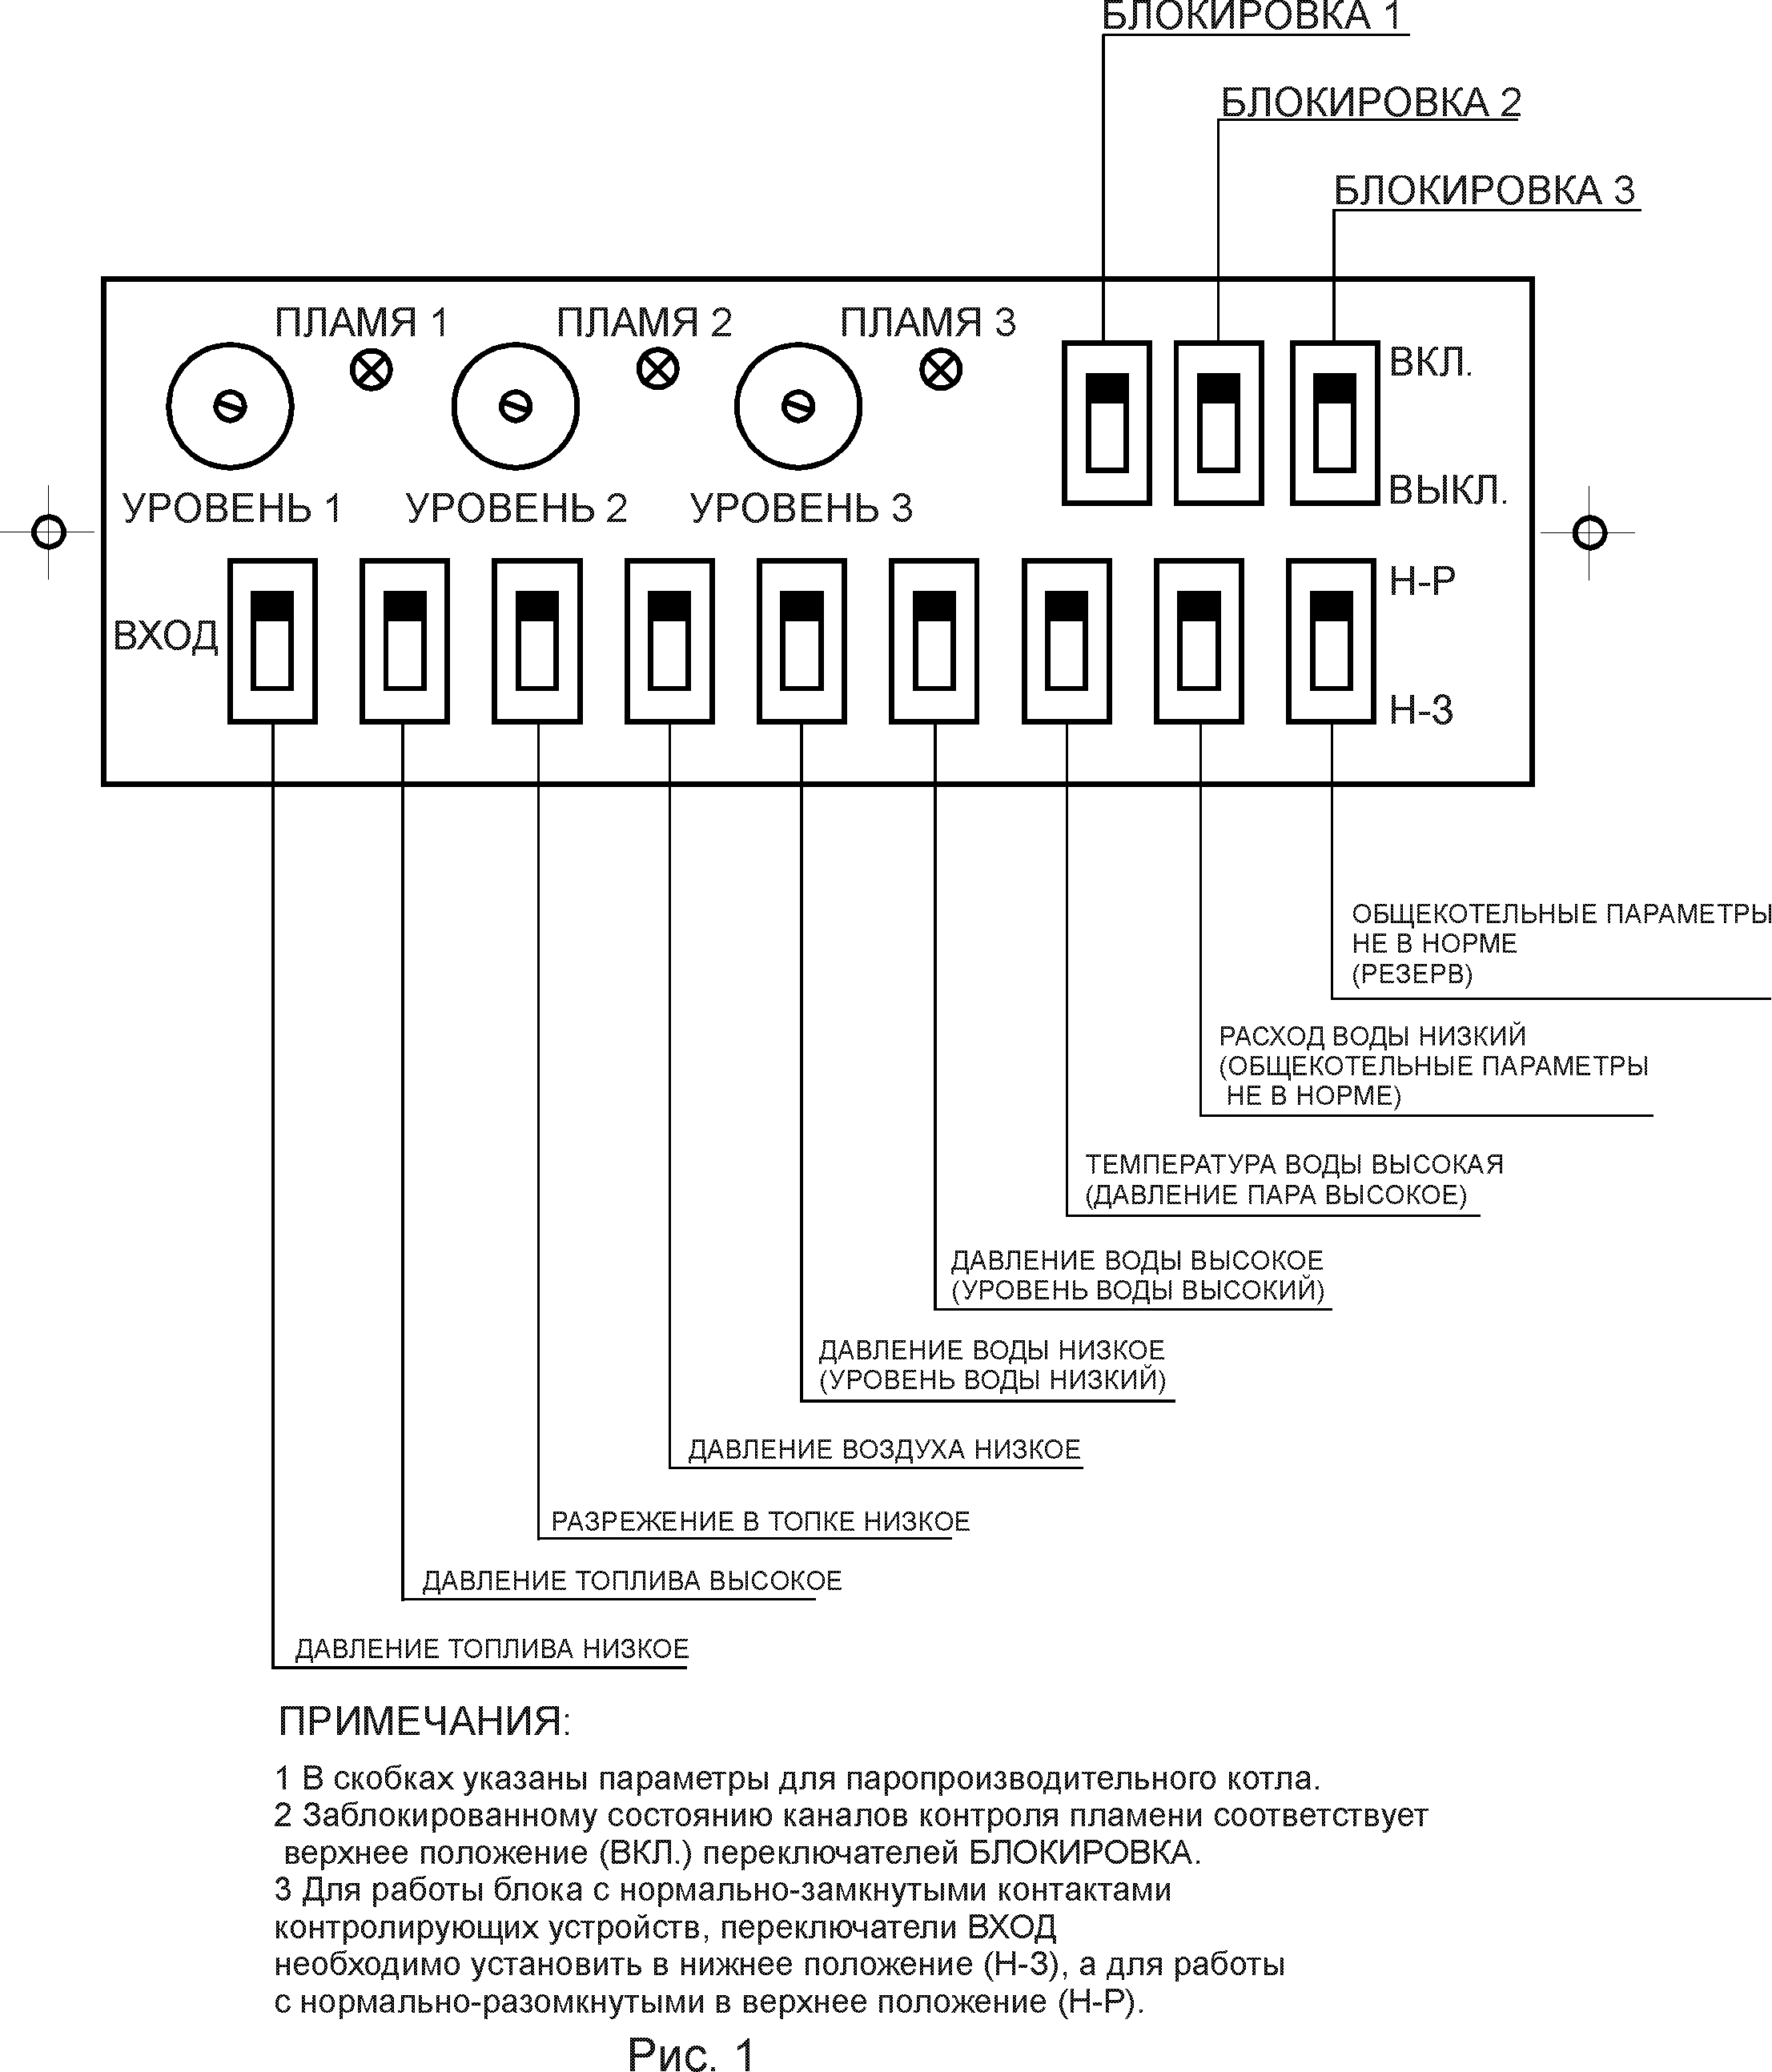 БЛОКИРОВКА 1
БЛОКИРОВКА 2
БЛОКИРОВКА 3
ПЛАМЯ 1 ПЛАМЯ 2 ПЛАМЯ 3
ВКЛ.
ВЫКЛ.
УРОВЕНЬ 1 УРОВЕНЬ 2 УРОВЕНЬ 3
Н-Р
ВХОД
Н-З
ОБЩЕКОТЕЛЬНЫЕ ПАРАМЕТРЫ
НЕ В НОРМЕ
(РЕЗЕРВ)
РАСХОД ВОДЫ НИЗКИЙ
(ОБЩЕКОТЕЛЬНЫЕ ПАРАМЕТРЫ
НЕ В НОРМЕ)
ТЕМПЕРАТУРА ВОДЫ ВЫСОКАЯ
(ДАВЛЕНИЕ ПАРА ВЫСОКОЕ)
ДАВЛЕНИЕ ВОДЫ ВЫСОКОЕ
(УРОВЕНЬ ВОДЫ ВЫСОКИЙ)
ДАВЛЕНИЕ ВОДЫ НИЗКОЕ
(УРОВЕНЬ ВОДЫ НИЗКИЙ)
ДАВЛЕНИЕ ВОЗДУХА НИЗКОЕ
РАЗРЕЖЕНИЕ В ТОПКЕ НИЗКОЕ
ДАВЛЕНИЕ ТОПЛИВА ВЫСОКОЕ
ДАВЛЕНИЕ ТОПЛИВА НИЗКОЕ
ПРИМЕЧАНИЯ:
1 В скобках указаны параметры для паропроизводительного котла.
2 Заблокированному состоянию каналов контроля пламени соответствует
верхнее положение (ВКЛ.) переключателей БЛОКИРОВКА.
3 Для работы блока с нормально-замкнутыми контактами
контролирующих устройств, переключатели ВХОД
необходимо установить в нижнее положение (Н-З), а для работы
с нормально-разомкнутыми в верхнее положение (Н-Р).
Рис. 1